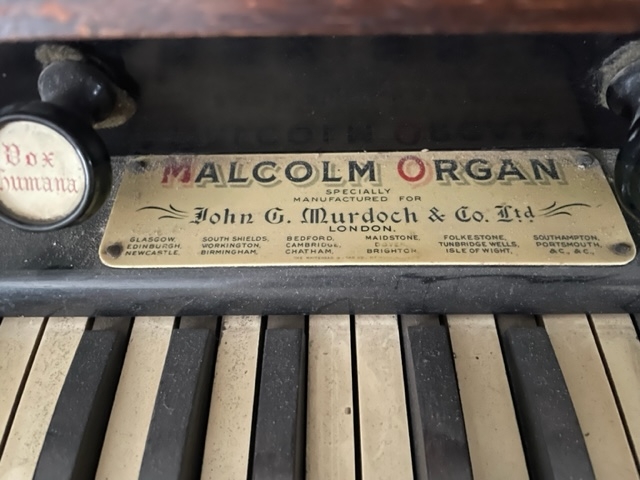 Vox
humana
MALCOLM ORGAN
SPECIALLY
MANUFACTURED FOR
John G. Murdoch & Co. Ltd
LONDON.
GLASGOW, SOUTH SHIELDS, BEDFORD, MAIDSTONE, FOLKESTONE, SOUTHAMPTON,
EDINBURGH, WORKINGTON, CAMBRIDGE, DOVER, TUNBRIDGE WELLS, PORTSMOUTH,
NEWCASTLE, BIRMINGHAM, CHATHAM, BRIGHTON, ISLE OF WIGHT, &C., &C.,